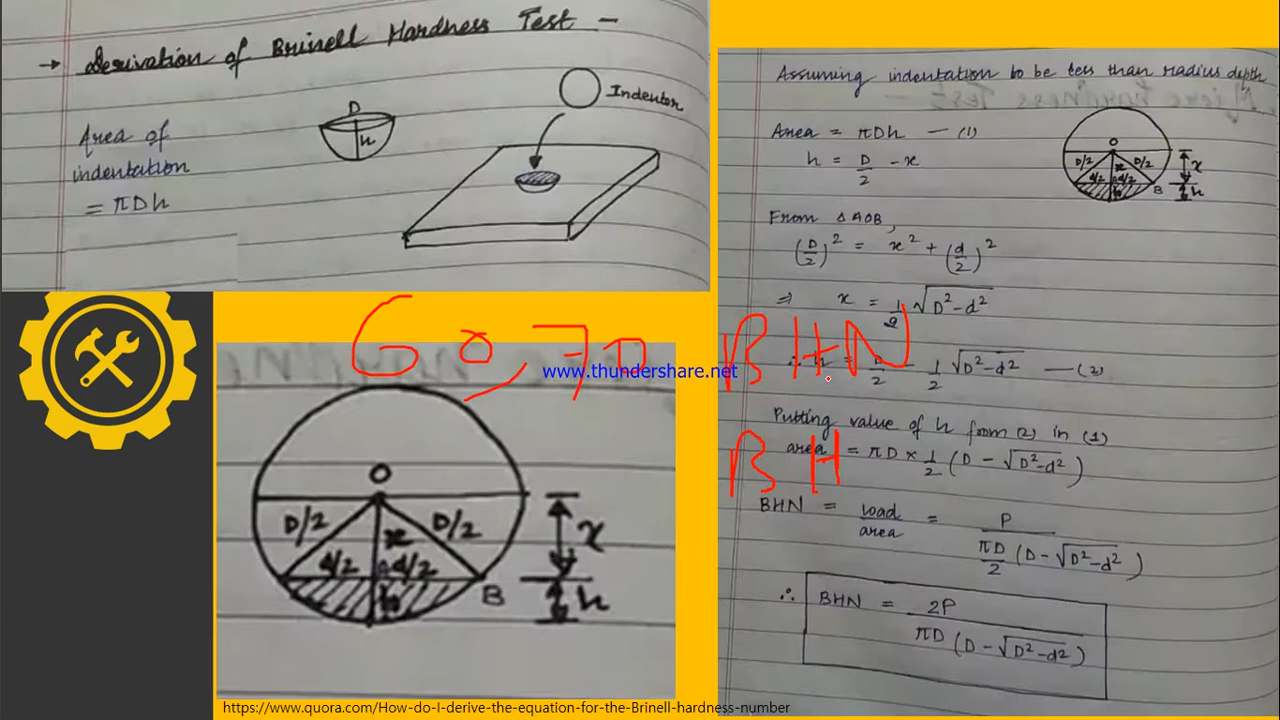 → Derivation of Brinell Hardness Test –
D
h
Indentor
Area of
indentation
= πDh
60, 70
www.thundershare.net
O
D/2 D/2
x
d/2 d/2
x
h
B
h
https://www.quora.com/How-do-I-derive-the-equation-for-the-Brinell-hardness-number
Assuming indentation to be less than radius depth
Area = πDh — (1)
h = D/2 - x
O
D/2 x D/2
d/2 d/2
B
x
h
From △AOB,
(D/2)² = x² + (d/2)²
⇒ x = 1/2 √D²-d²
BHN
∴ h = D/2 - 1/2 √D²-d² —(2)
Putting value of h from (2) in (1)
BH
area = πD × 1/2 (D - √D²-d²)
BHN = load/area = P / πD/2 (D - √D²-d²)
∴ BHN = 2P / πD (D - √D²-d²)